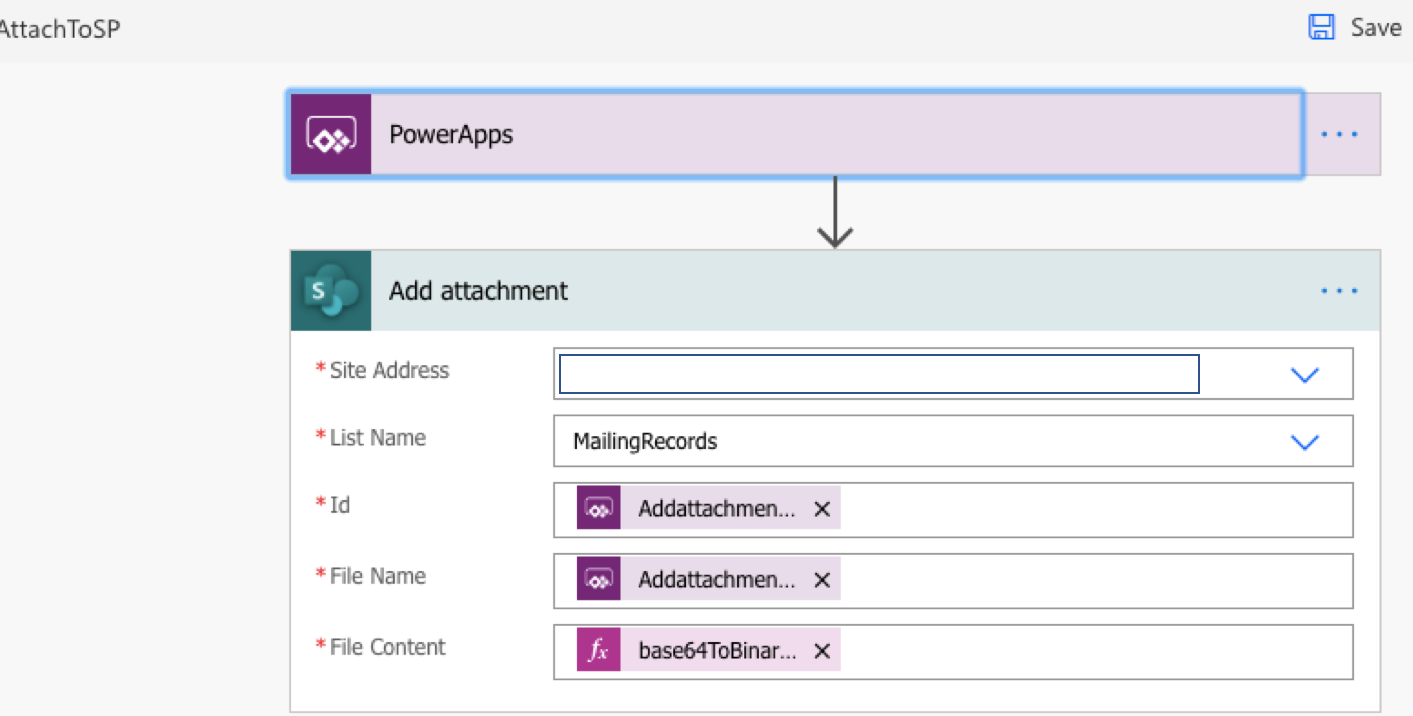 AttachToSP
Save
PowerApps
...
Add attachment
...
* Site Address
* List Name
MailingRecords
* Id
Addattachmen...
* File Name
Addattachmen...
* File Content
fx
base64ToBinar...